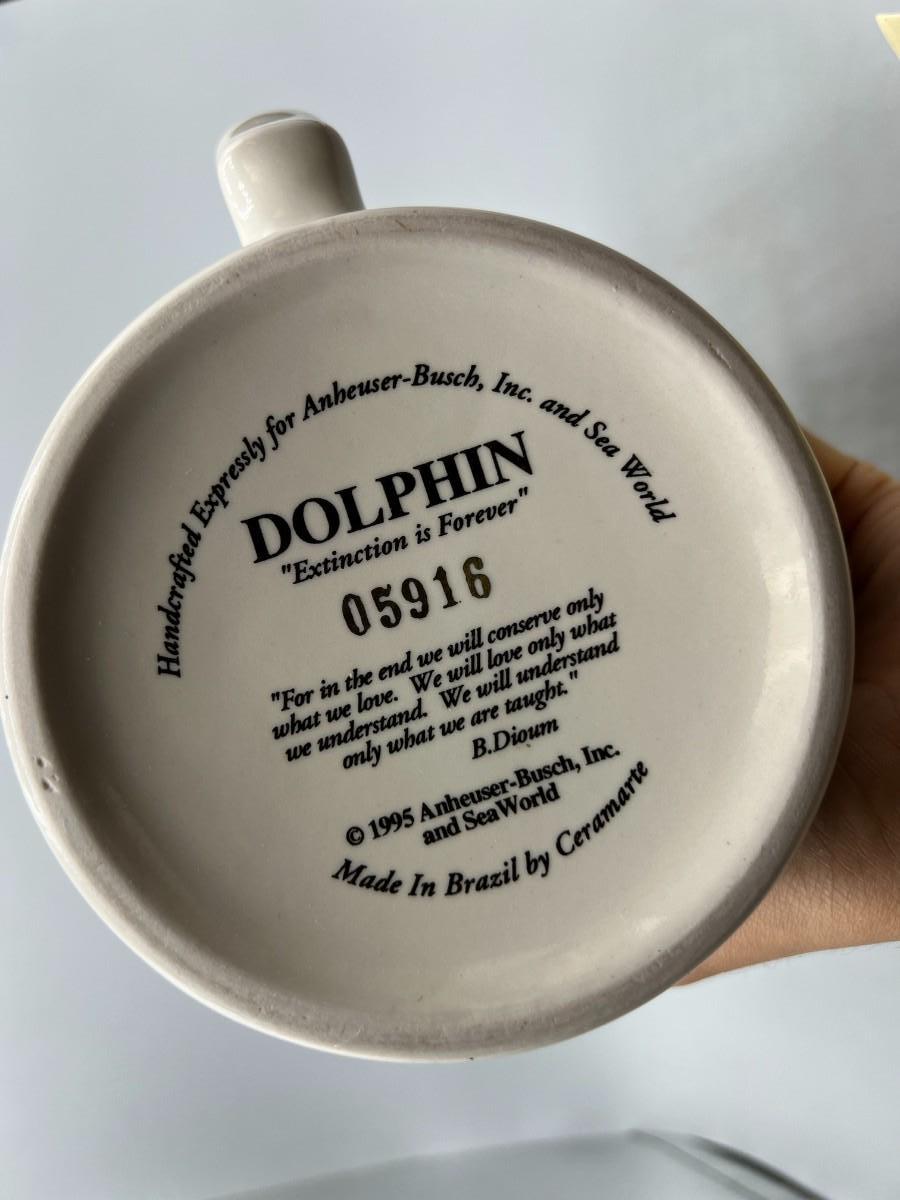 Handcrafted Expressly for Anheuser-Busch, Inc. and Sea World
DOLPHIN
"Extinction is Forever"
05916
"For in the end we will conserve only
what we love. We will love only what
we understand. We will understand
only what we are taught."
B.Dioum
© 1995 Anheuser-Busch, Inc.
and SeaWorld
Made In Brazil by Ceramarte